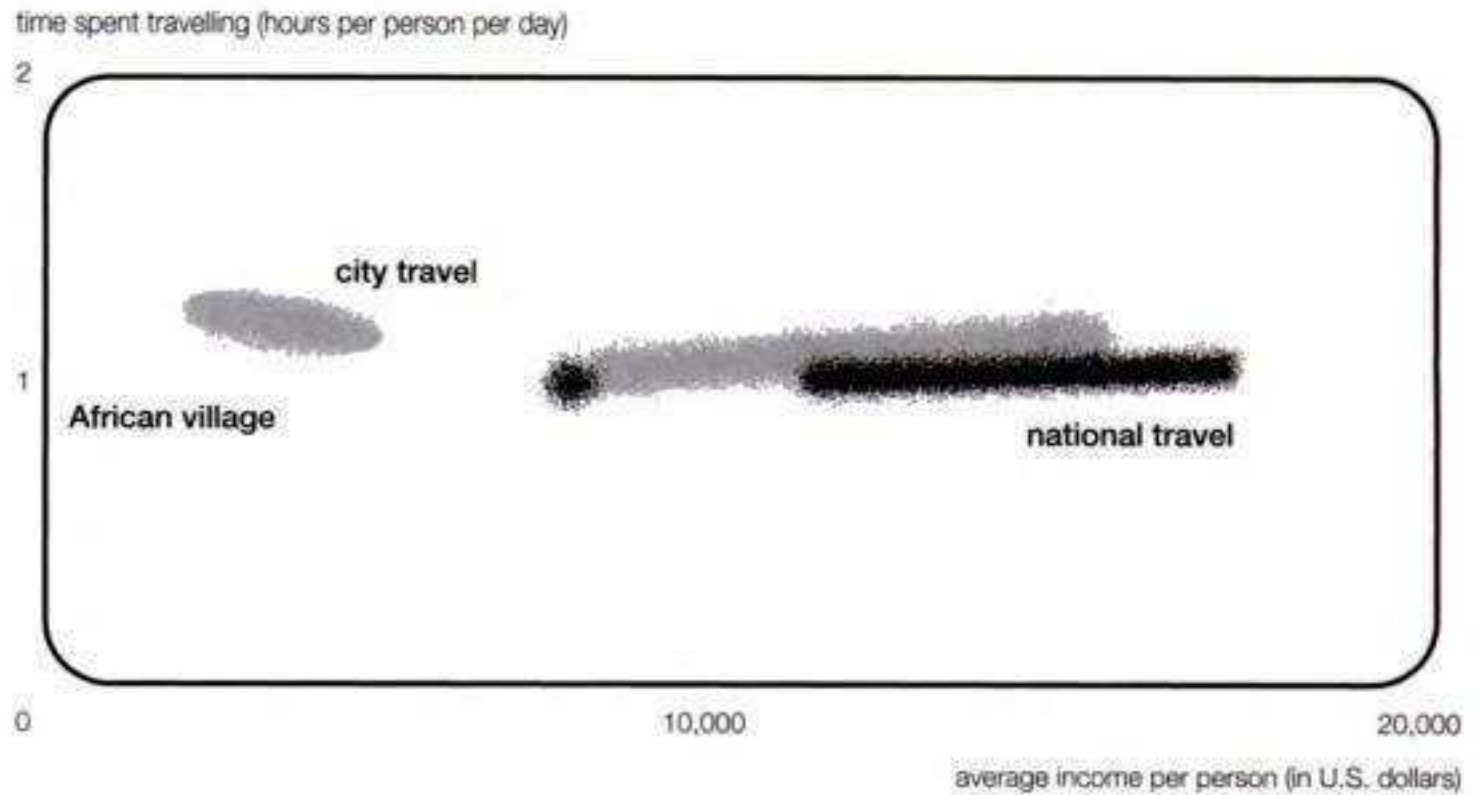 time spent travelling (hours per person per day)
2
city travel
1
African village
national travel
0
10,000
20,000
average income per person (in U.S. dollars)